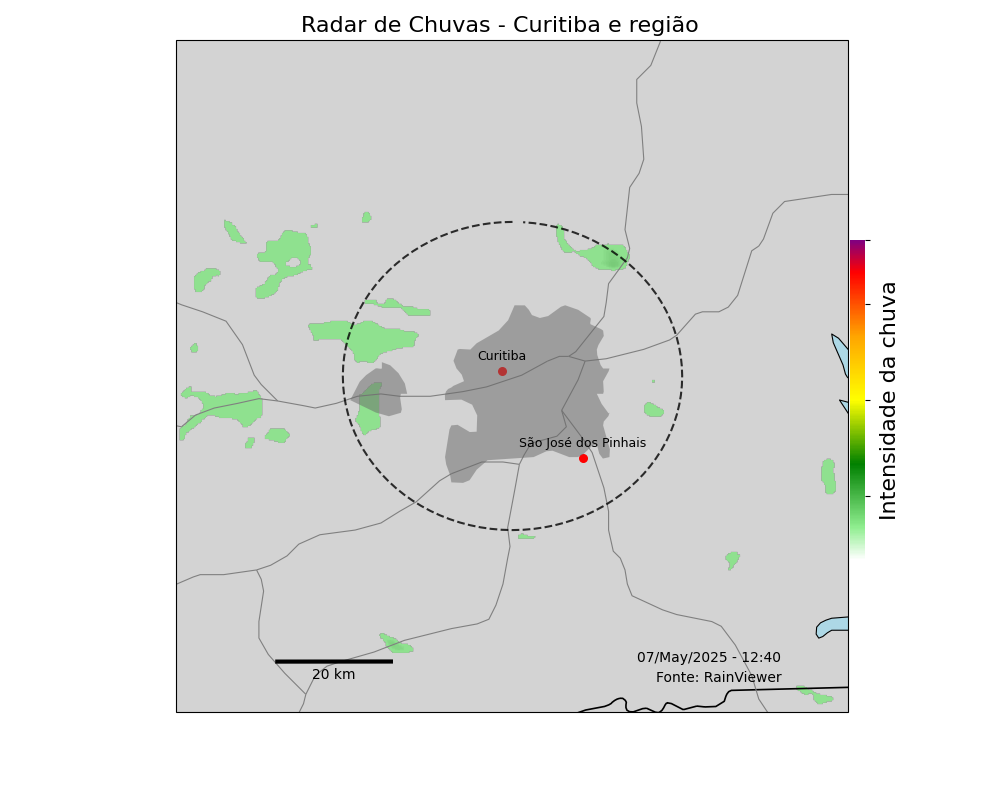 Radar de Chuvas - Curitiba e região
Curitiba
São José dos Pinhais
Intensidade da chuva
20 km
07/May/2025 - 12:40
Fonte: RainViewer